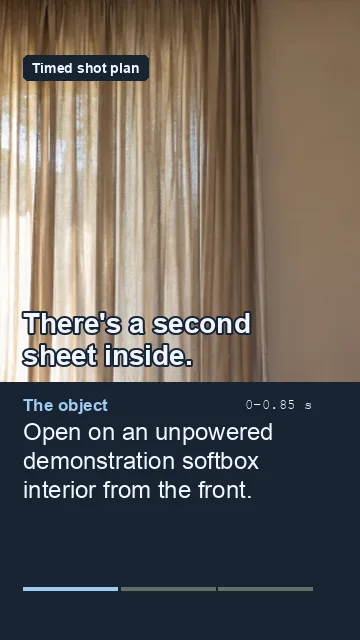 Timed shot plan
There's a second
sheet inside.
The object
0–0.85 s
Open on an unpowered
demonstration softbox
interior from the front.